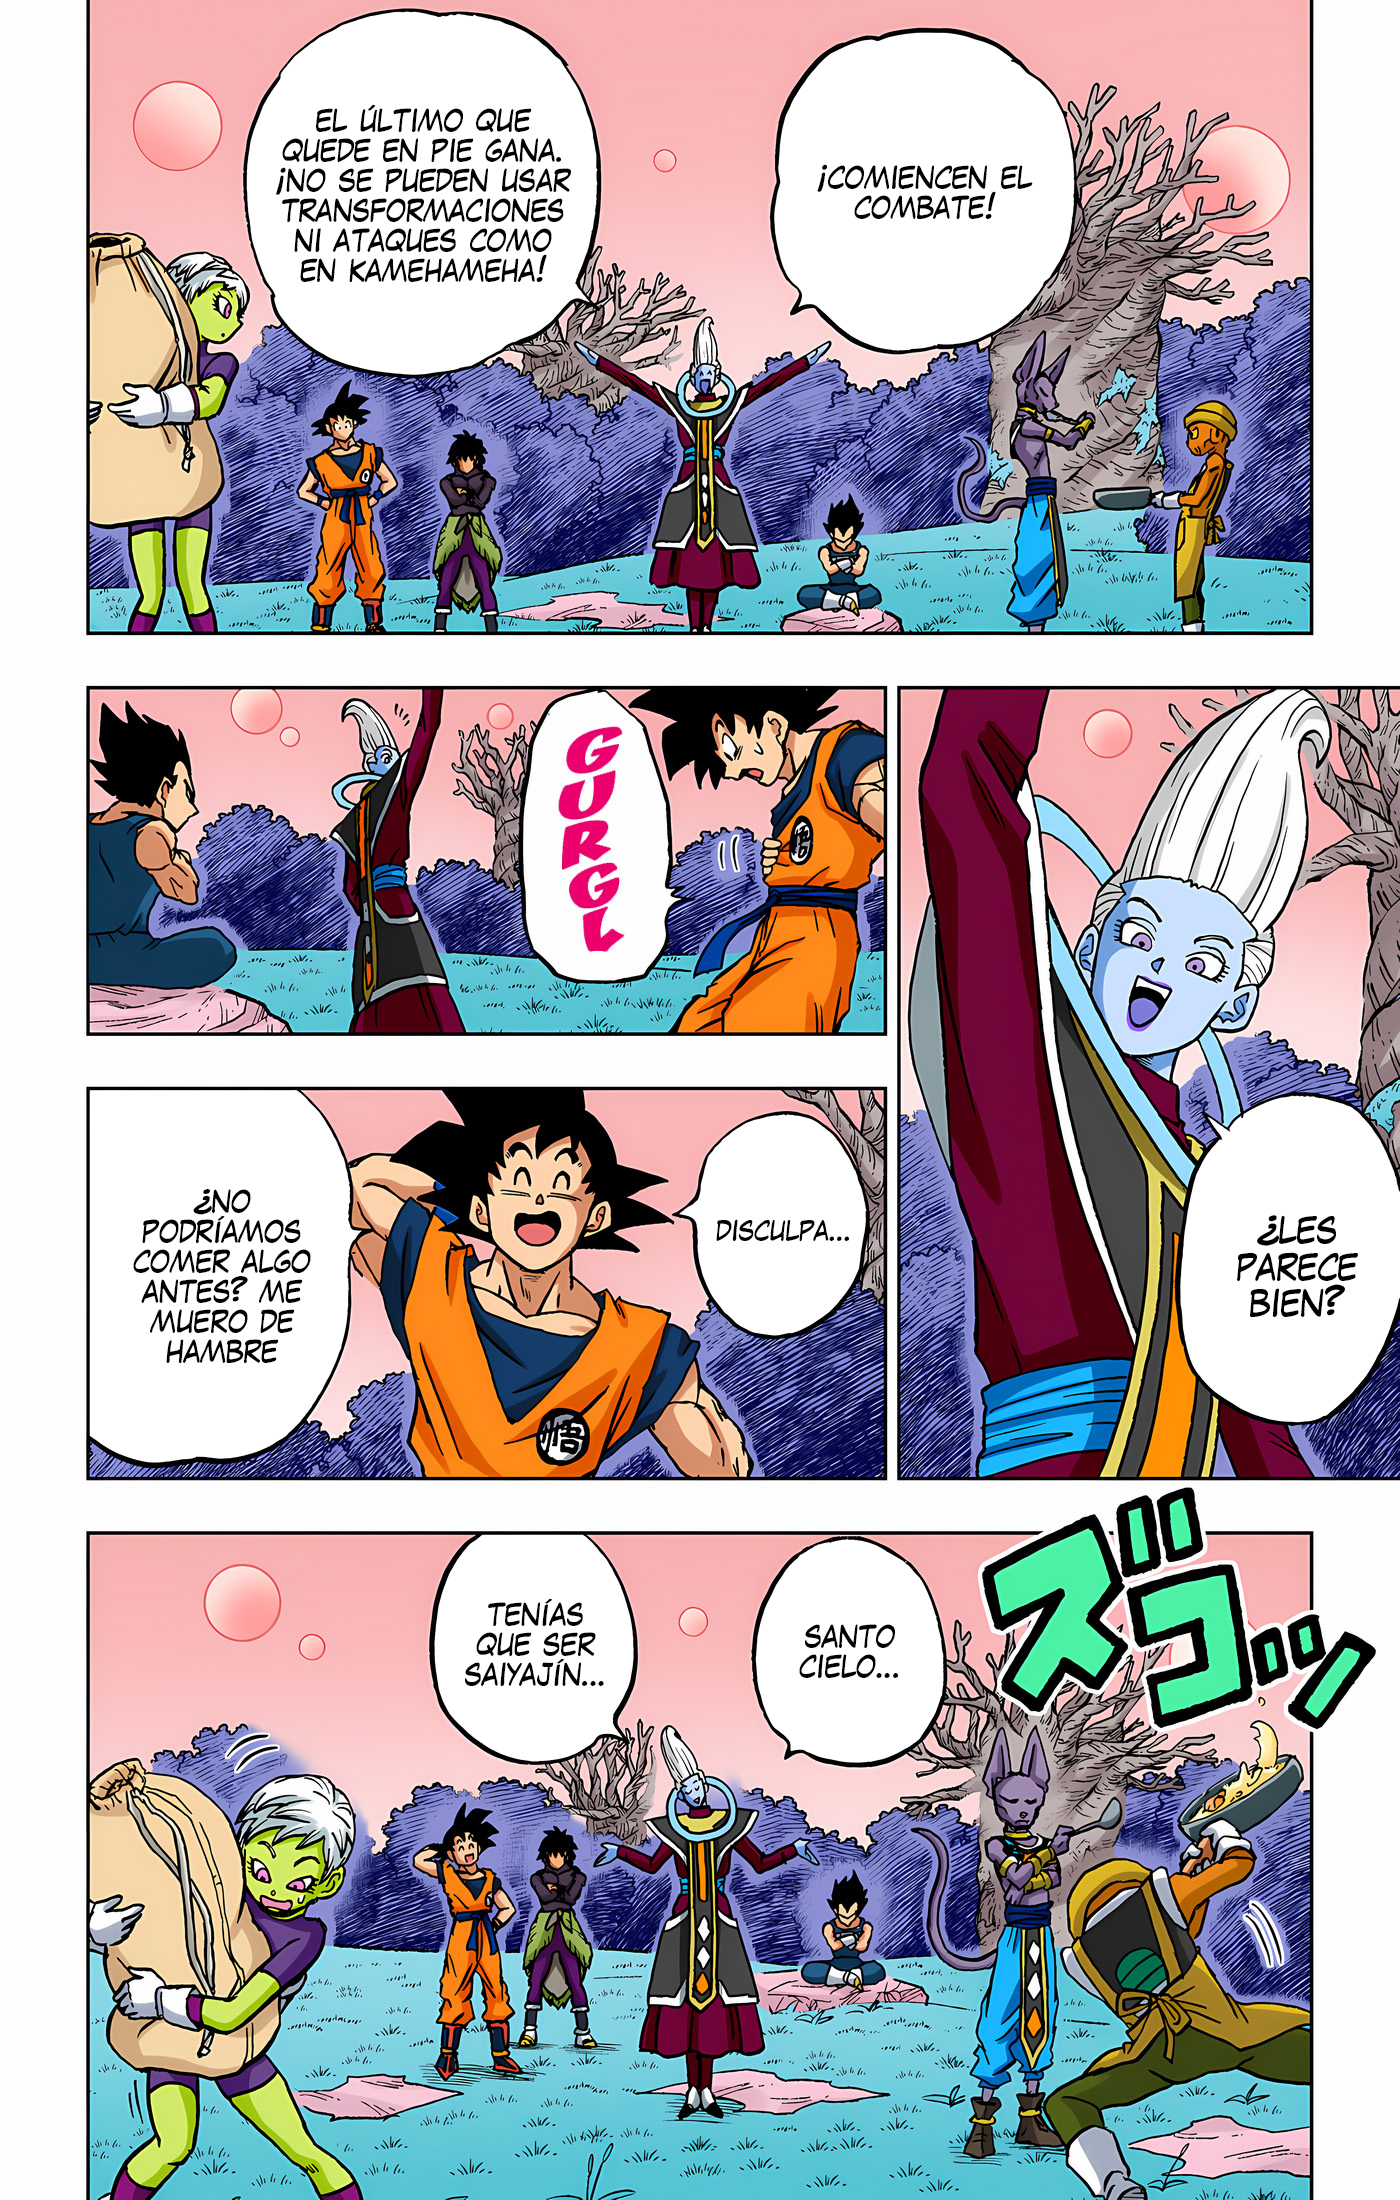 ¡COMIENCEN EL
COMBATE!
EL ÚLTIMO QUE
QUEDE EN PIE GANA.
¡NO SE PUEDEN USAR
TRANSFORMACIONES
NI ATAQUES COMO
EN KAMEHAMEHA!
¿LES
PARECE
BIEN?
GURGL
悟
DISCULPA...
¿NO
PODRÍAMOS
COMER ALGO
ANTES? ME
MUERO DE
HAMBRE
悟
ズコッ
SANTO
CIELO...
TENÍAS
QUE SER
SAIYAJÍN...